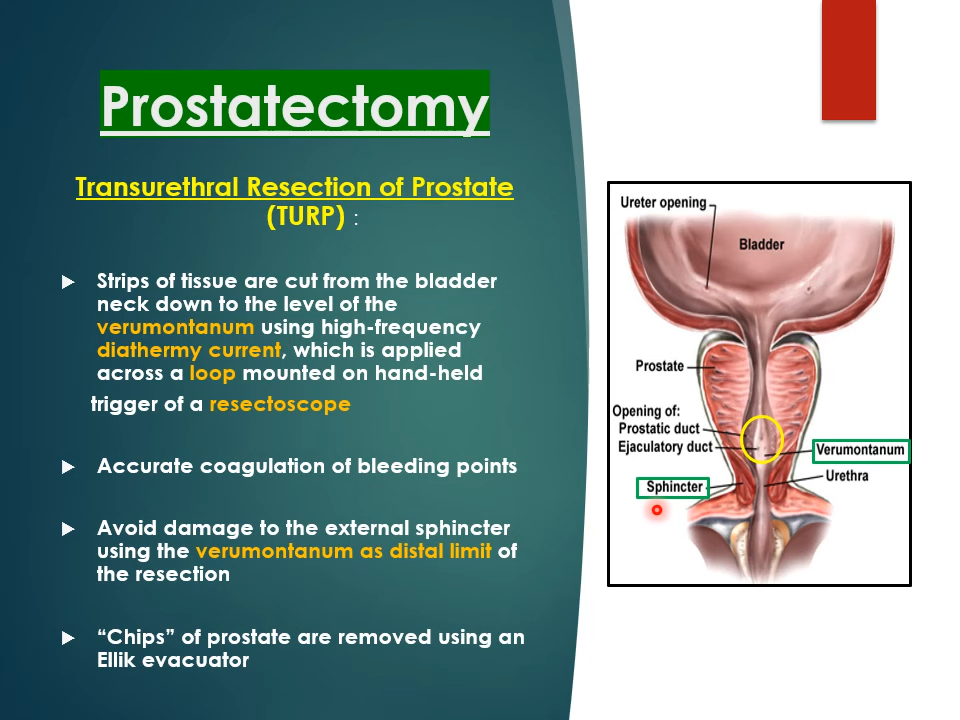 Prostatectomy
Transurethral Resection of Prostate
(TURP) :
Strips of tissue are cut from the bladder
neck down to the level of the
verumontanum using high-frequency
diathermy current, which is applied
across a loop mounted on hand-held
trigger of a resectoscope
Accurate coagulation of bleeding points
Avoid damage to the external sphincter
using the verumontanum as distal limit of
the resection
“Chips” of prostate are removed using an
Ellik evacuator
Ureter opening
Bladder
Prostate
Opening of:
Prostatic duct
Ejaculatory duct
Verumontanum
Urethra
Sphincter